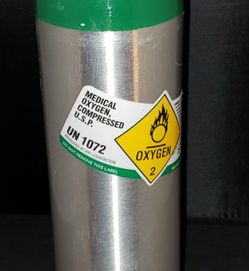 MEDICAL
OXYGEN,
COMPRESSED
U.S.P.
UN 1072
DO NOT REMOVE THIS LABEL
OXYGEN
2